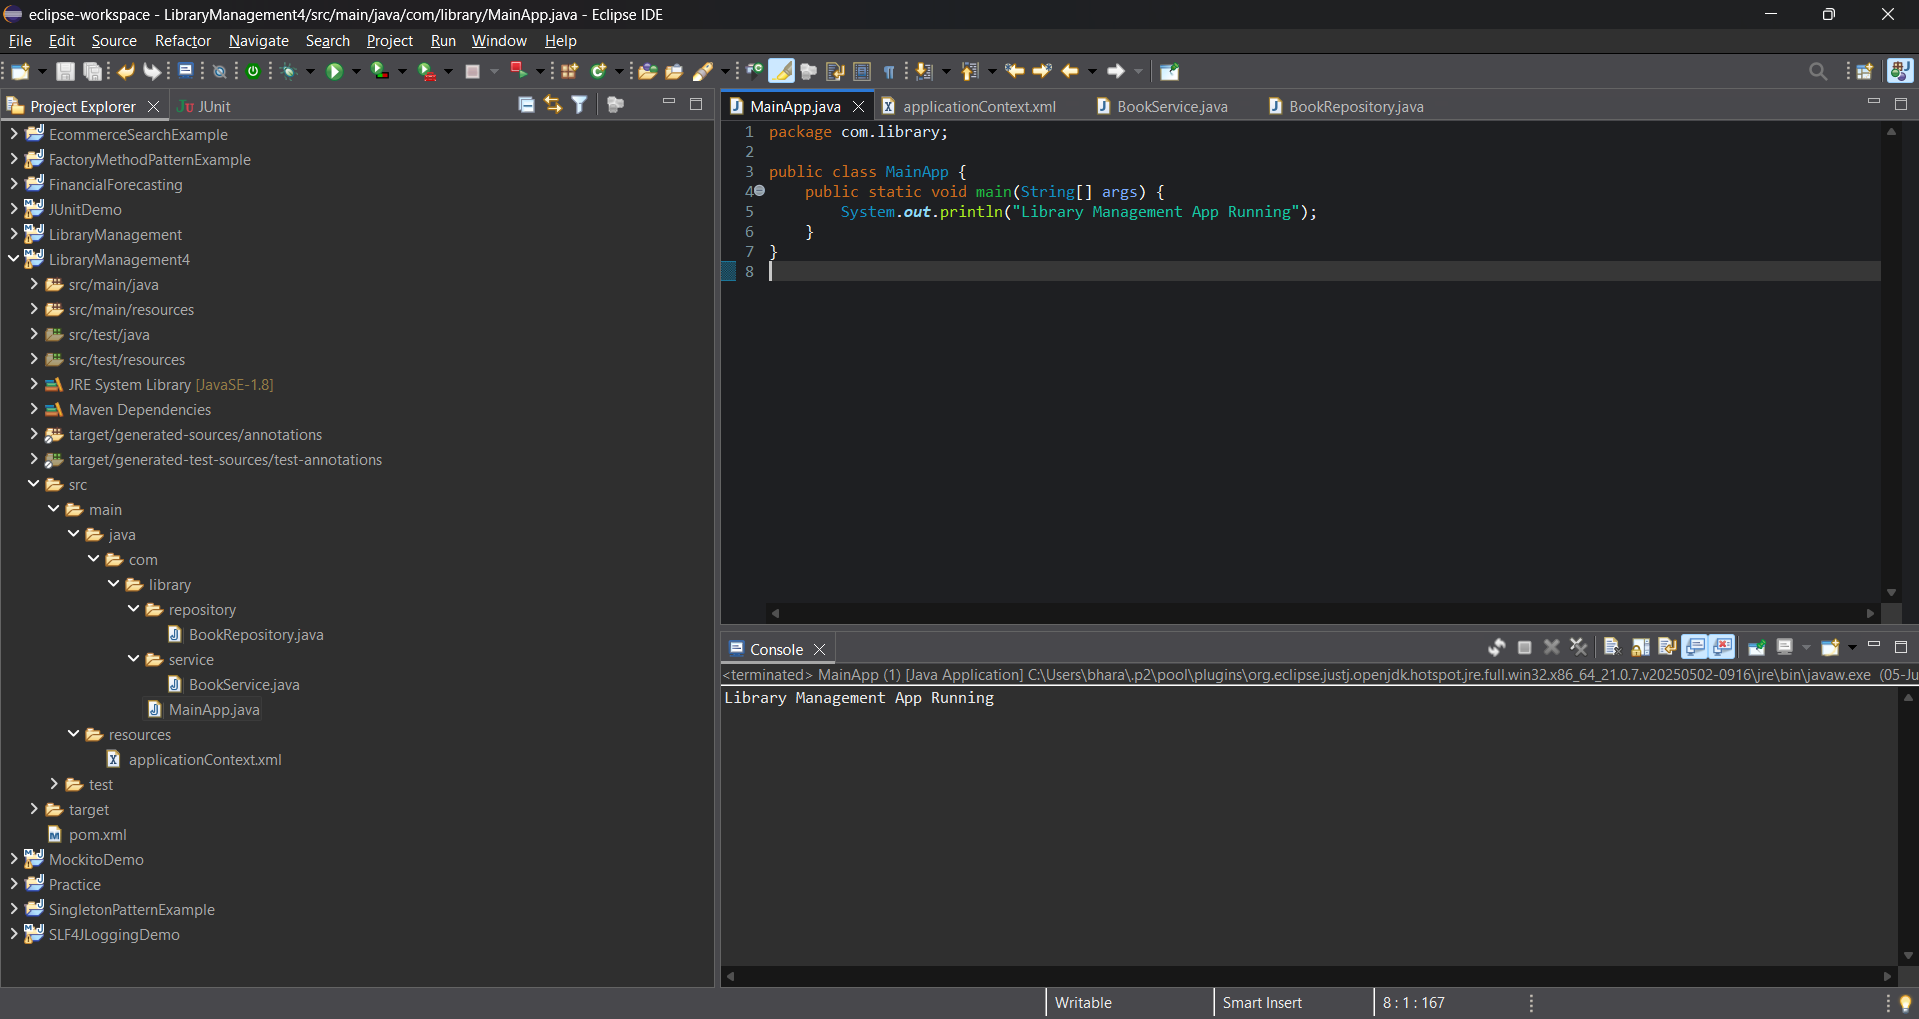 eclipse-workspace - LibraryManagement4/src/main/java/com/library/MainApp.java - Eclipse IDE
File Edit Source Refactor Navigate Search Project Run Window Help
Project Explorer
JUnit
EcommerceSearchExample
FactoryMethodPatternExample
FinancialForecasting
JUnitDemo
LibraryManagement
LibraryManagement4
src/main/java
src/main/resources
src/test/java
src/test/resources
JRE System Library [JavaSE-1.8]
Maven Dependencies
target/generated-sources/annotations
target/generated-test-sources/test-annotations
src
main
java
com
library
repository
BookRepository.java
service
BookService.java
MainApp.java
resources
applicationContext.xml
test
target
pom.xml
MockitoDemo
Practice
SingletonPatternExample
SLF4JLoggingDemo
MainApp.java applicationContext.xml BookService.java BookRepository.java
1 package com.library;
2
3 public class MainApp {
4 public static void main(String[] args) {
5 System.out.println("Library Management App Running");
6 }
7 }
8
Console
<terminated> MainApp (1) [Java Application] C:\Users\bhara\.p2\pool\plugins\org.eclipse.justj.openjdk.hotspot.jre.full.win32.x86_64_21.0.7.v20250502-0916\jre\bin\javaw.exe (05-Ju
Library Management App Running
Writable Smart Insert 8 : 1 : 167